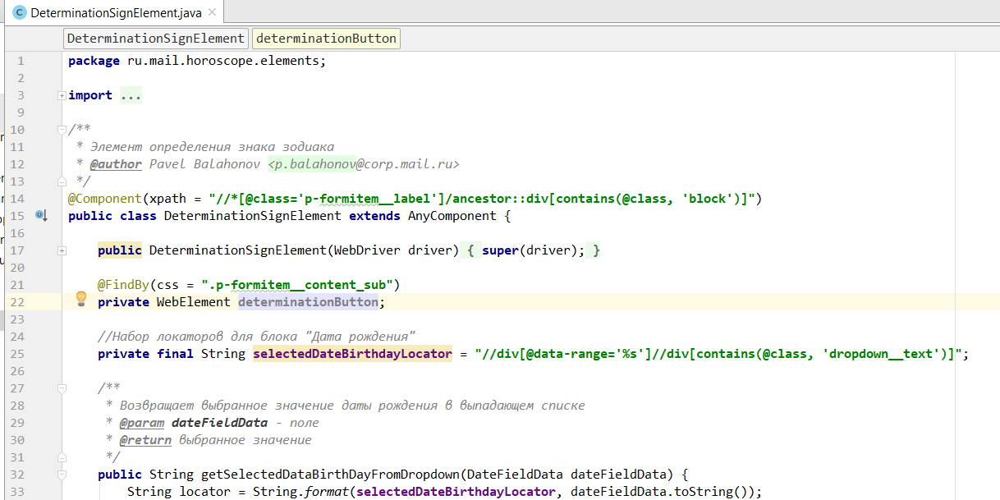 C DeterminationSignElement.java ×
DeterminationSignElement determinationButton
1 package ru.mail.horoscope.elements;
2
3 import ...
9
10 /**
11 * Элемент определения знака зодиака
12 * @author Pavel Balahonov <p.balahonov@corp.mail.ru>
13 */
14 @Component(xpath = "//*[@class='p-formitem__label']/ancestor::div[contains(@class, 'block')]")
15 public class DeterminationSignElement extends AnyComponent {
16
17 public DeterminationSignElement(WebDriver driver) { super(driver); }
20
21 @FindBy(css = ".p-formitem__content_sub")
22 private WebElement determinationButton;
23
24 //Набор локаторов для блока "Дата рождения"
25 private final String selectedDateBirthdayLocator = "//div[@data-range='%s']//div[contains(@class, 'dropdown__text')]";
26
27 /**
28 * Возвращает выбранное значение даты рождения в выпадающем списке
29 * @param dateFieldData - поле
30 * @return выбранное значение
31 */
32 public String getSelectedDataBirthDayFromDropdown(DateFieldData dateFieldData) {
33 String locator = String.format(selectedDateBirthdayLocator, dateFieldData.toString());